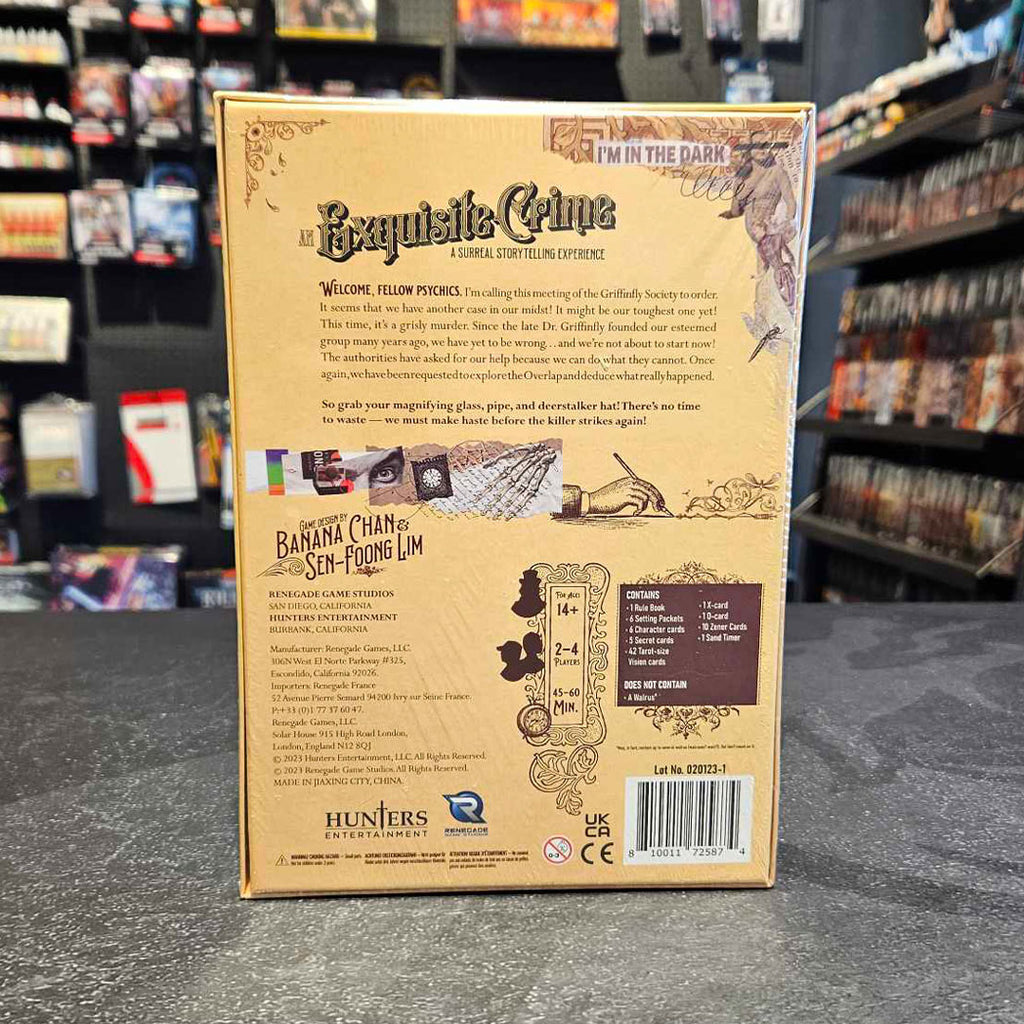 I'M IN THE DARK
AN Exquisite Crime
A SURREAL STORYTELLING EXPERIENCE
WELCOME, FELLOW PSYCHICS. I'm calling this meeting of the Griffinfly Society to order.
It seems that we have another case in our midst! It might be our toughest one yet!
This time, it's a grisly murder. Since the late Dr. Griffinfly founded our esteemed
group many years ago, we have yet to be wrong... and we're not about to start now!
The authorities have asked for our help because we can do what they cannot. Once
again, we have been requested to explore the Overlap and deduce what really happened.
So grab your magnifying glass, pipe, and deerstalker hat! There's no time
to waste — we must make haste before the killer strikes again!
GAME DESIGN BY
BANANA CHAN &
SEN-FOONG LIM
RENEGADE GAME STUDIOS
SAN DIEGO, CALIFORNIA
HUNTERS ENTERTAINMENT
BURBANK, CALIFORNIA
Manufacturer: Renegade Games, LLC.
306N West El Norte Parkway #325,
Escondido, California 92026.
Importers: Renegade France
52 Avenue Pierre Semard 94200 Ivry sur Seine France.
P:+33 (0)1 77 37 60 47.
Renegade Games, LLC.
Solar House 915 High Road London,
London, England N12 8QJ
© 2023 Hunters Entertainment, LLC. All Rights Reserved.
© 2023 Renegade Game Studios. All Rights Reserved.
MADE IN JIAXING CITY, CHINA.
FOR AGES
14+
2–4
PLAYERS
45–60
MIN.
CONTENTS
• 1 Rule Book
• 6 Setting Packets
• 6 Character cards
• 5 Secret cards
• 42 Tarot-size
Vision cards
• 1 X-card
• 1 O-card
• 10 Zener Cards
• 1 Sand Timer
DOES NOT CONTAIN
• A Walrus*
Lot No. 020123-1
8 10011 72587 4
HUNTERS
ENTERTAINMENT
RENEGADE
GAME STUDIOS
0-3
UK
CA
CE